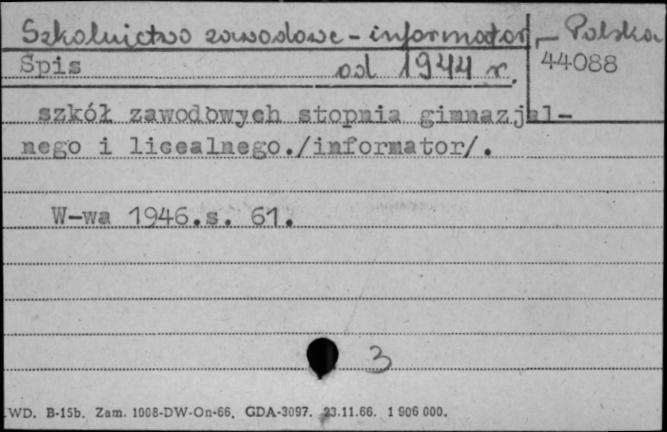 Szkolnictwo zawodowe - informator, - Polska
Spis od 1944 r. 44088
szkół zawodowych stopnia gimnazjal-
nego i licealnego./informator/.
W-wa 1946.s. 61.
3
WD. B-15b. Zam. 1008-DW-On-66. GDA-3097. 23.11.66. 1 906 000.